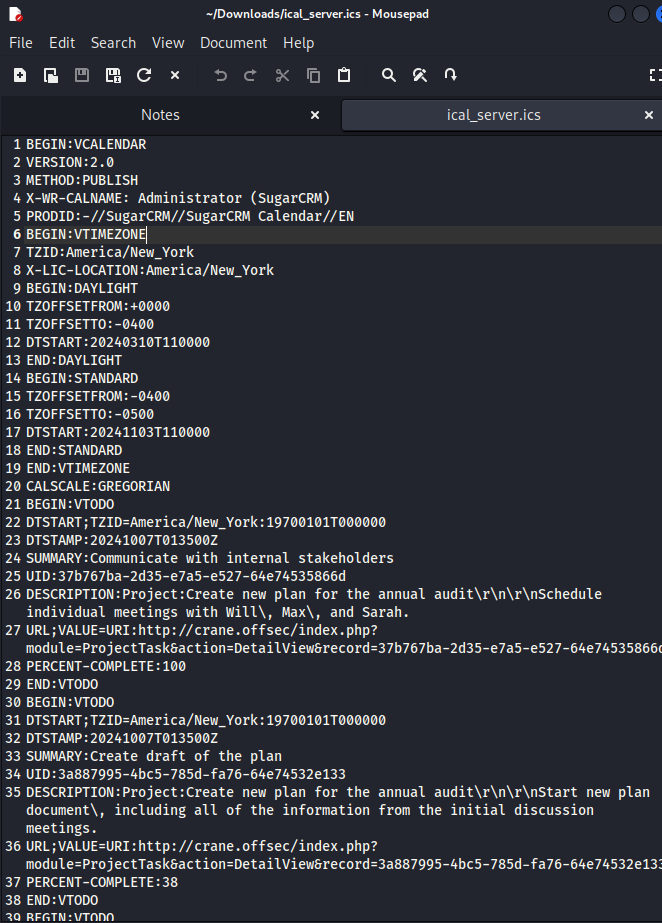 ~/Downloads/ical_server.ics - Mousepad
File Edit Search View Document Help
Notes × ical_server.ics ×
1 BEGIN:VCALENDAR
2 VERSION:2.0
3 METHOD:PUBLISH
4 X-WR-CALNAME: Administrator (SugarCRM)
5 PRODID:-//SugarCRM//SugarCRM Calendar//EN
6 BEGIN:VTIMEZONE
7 TZID:America/New_York
8 X-LIC-LOCATION:America/New_York
9 BEGIN:DAYLIGHT
10 TZOFFSETFROM:+0000
11 TZOFFSETTO:-0400
12 DTSTART:20240310T110000
13 END:DAYLIGHT
14 BEGIN:STANDARD
15 TZOFFSETFROM:-0400
16 TZOFFSETTO:-0500
17 DTSTART:20241103T110000
18 END:STANDARD
19 END:VTIMEZONE
20 CALSCALE:GREGORIAN
21 BEGIN:VTODO
22 DTSTART;TZID=America/New_York:19700101T000000
23 DTSTAMP:20241007T013500Z
24 SUMMARY:Communicate with internal stakeholders
25 UID:37b767ba-2d35-e7a5-e527-64e74535866d
26 DESCRIPTION:Project:Create new plan for the annual audit\r\n\r\nSchedule
individual meetings with Will\, Max\, and Sarah.
27 URL;VALUE=URI:http://crane.offsec/index.php?
module=ProjectTask&action=DetailView&record=37b767ba-2d35-e7a5-e527-64e74535866d
28 PERCENT-COMPLETE:100
29 END:VTODO
30 BEGIN:VTODO
31 DTSTART;TZID=America/New_York:19700101T000000
32 DTSTAMP:20241007T013500Z
33 SUMMARY:Create draft of the plan
34 UID:3a887995-4bc5-785d-fa76-64e74532e133
35 DESCRIPTION:Project:Create new plan for the annual audit\r\n\r\nStart new plan
document\, including all of the information from the initial discussion
meetings.
36 URL;VALUE=URI:http://crane.offsec/index.php?
module=ProjectTask&action=DetailView&record=3a887995-4bc5-785d-fa76-64e74532e133
37 PERCENT-COMPLETE:38
38 END:VTODO
39 BEGIN:VTODO